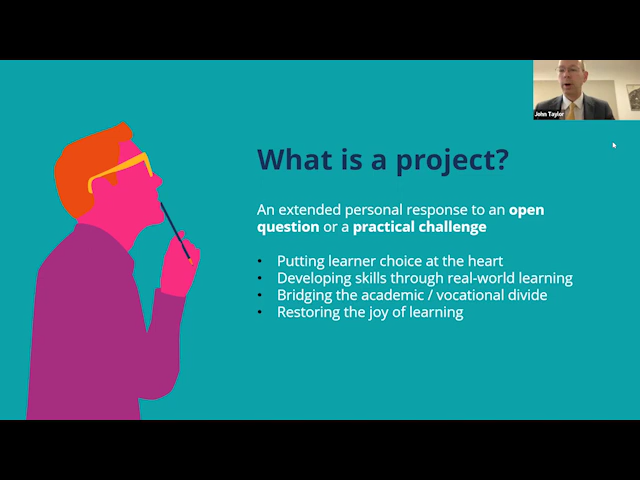 John Taylor
What is a project?
An extended personal response to an open
question or a practical challenge
• Putting learner choice at the heart
• Developing skills through real-world learning
• Bridging the academic / vocational divide
• Restoring the joy of learning